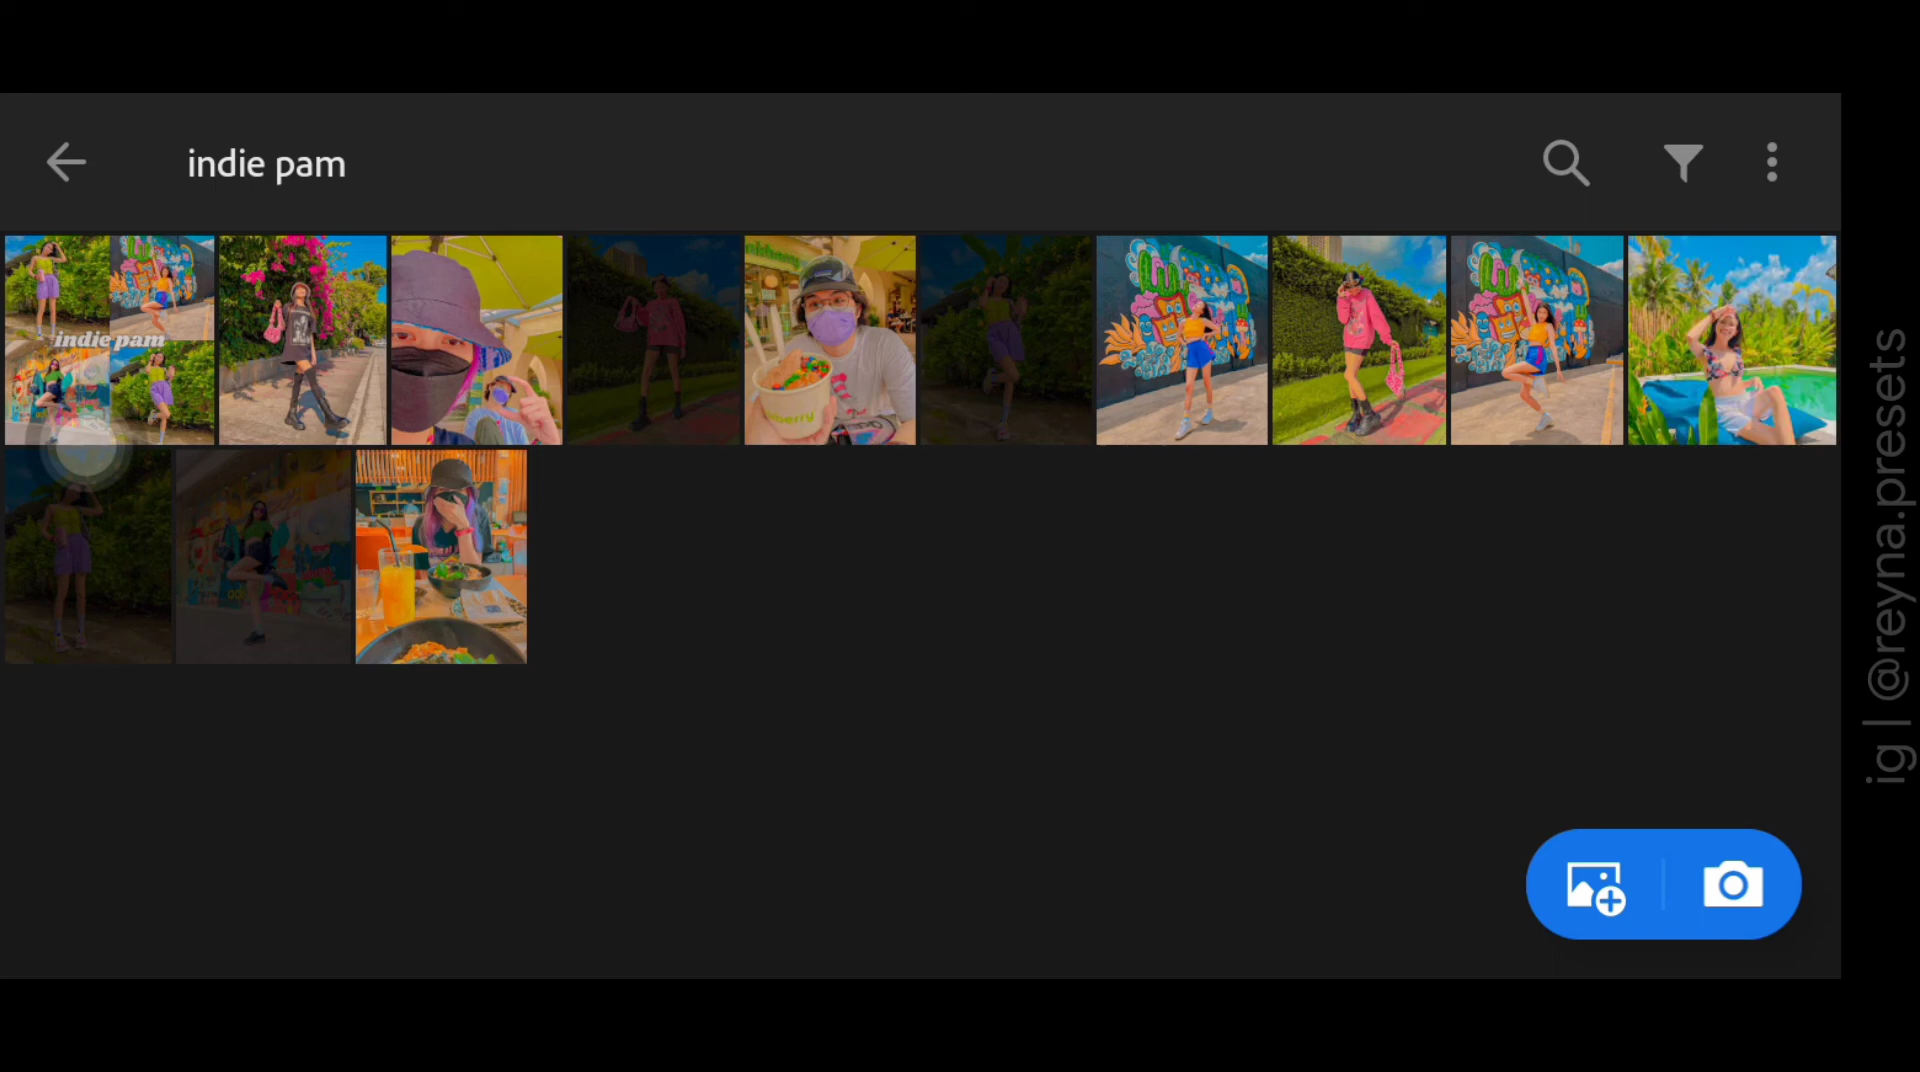 indie pam
indie pam
ig | @reyna.presets